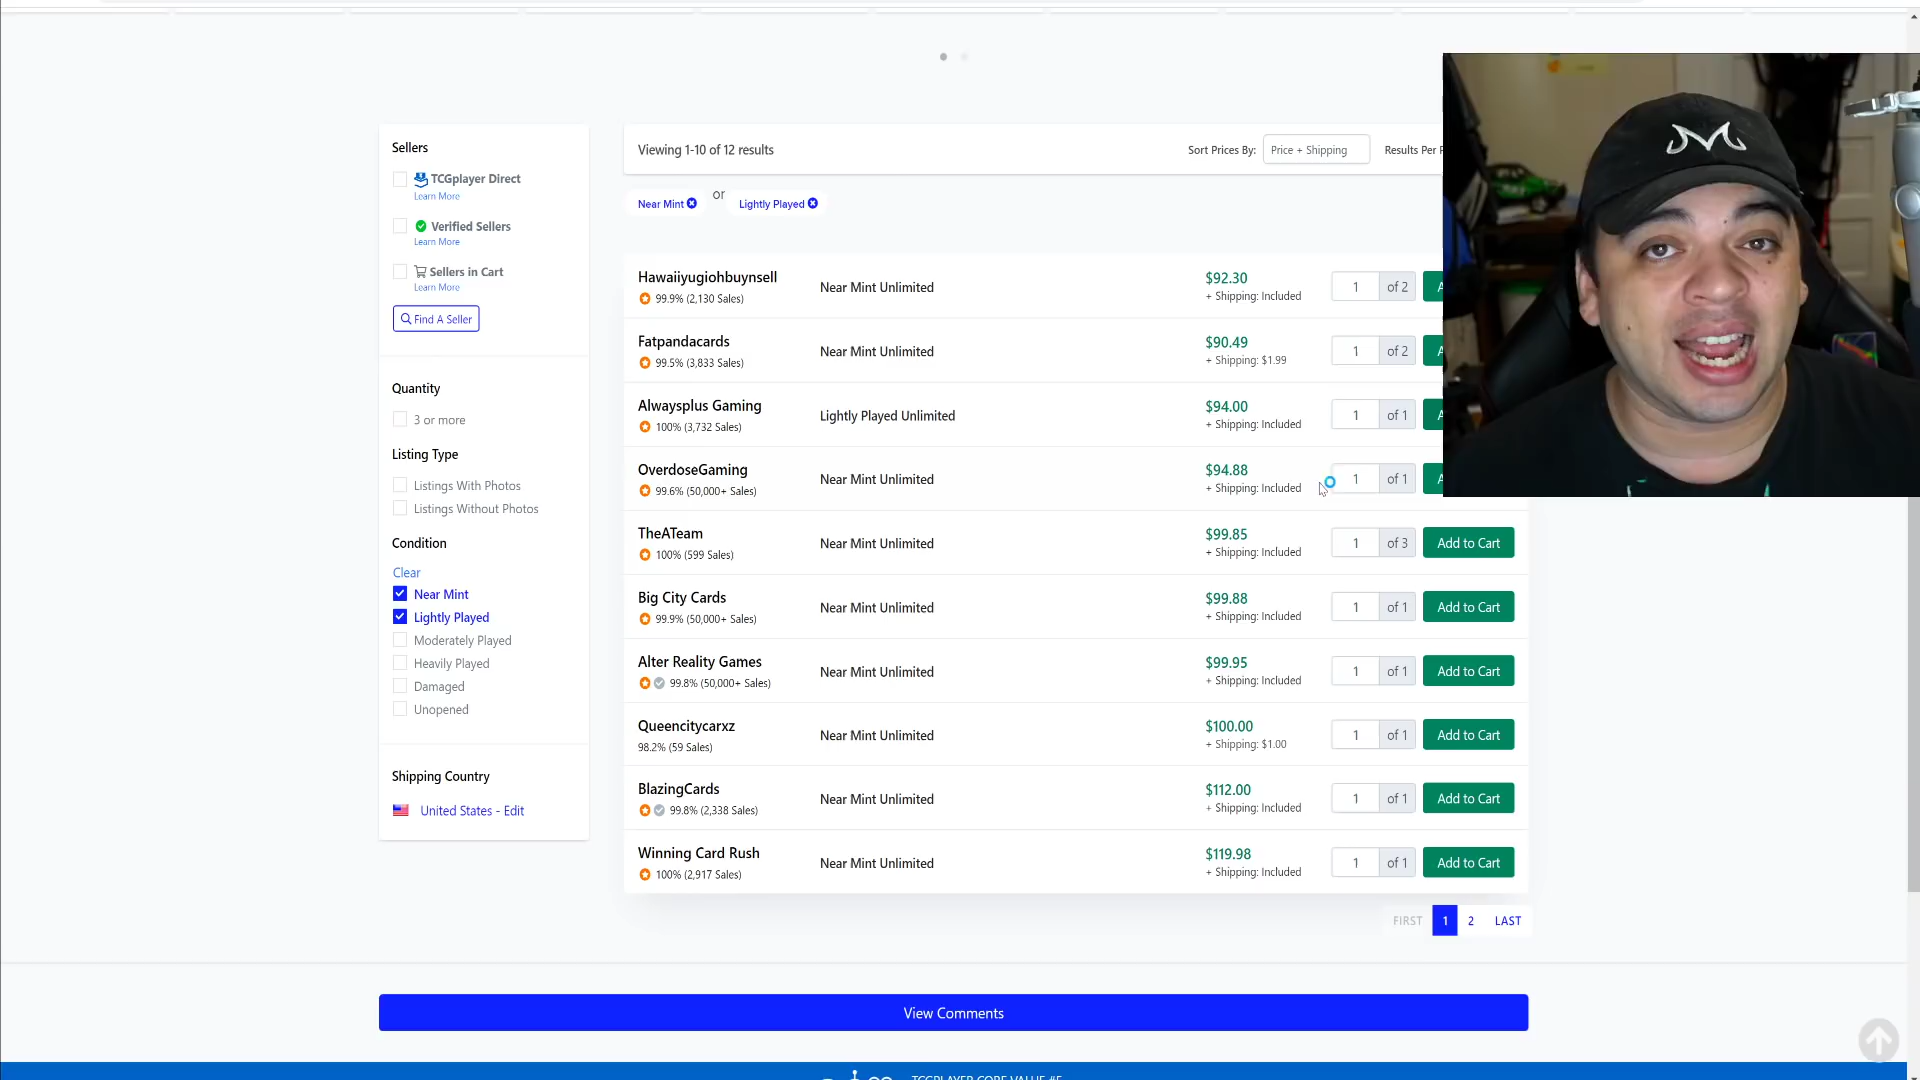 Sellers
TCGplayer Direct
Learn More
Verified Sellers
Learn More
Sellers in Cart
Learn More
Find A Seller
Quantity
3 or more
Listing Type
Listings With Photos
Listings Without Photos
Condition
Clear
Near Mint
Lightly Played
Moderately Played
Heavily Played
Damaged
Unopened
Shipping Country
United States - Edit
Viewing 1-10 of 12 results
Sort Prices By: Price + Shipping Results Per
Near Mint or Lightly Played
Hawaiiyugiohbuynsell
99.9% (2,130 Sales)
Near Mint Unlimited
$92.30
+ Shipping: Included
1 of 2
Fatpandacards
99.5% (3,833 Sales)
Near Mint Unlimited
$90.49
+ Shipping: $1.99
1 of 2
Alwaysplus Gaming
100% (3,732 Sales)
Lightly Played Unlimited
$94.00
+ Shipping: Included
1 of 1
OverdoseGaming
99.6% (50,000+ Sales)
Near Mint Unlimited
$94.88
+ Shipping: Included
1 of 1
TheATeam
100% (599 Sales)
Near Mint Unlimited
$99.85
+ Shipping: Included
1 of 3 Add to Cart
Big City Cards
99.9% (50,000+ Sales)
Near Mint Unlimited
$99.88
+ Shipping: Included
1 of 1 Add to Cart
Alter Reality Games
99.8% (50,000+ Sales)
Near Mint Unlimited
$99.95
+ Shipping: Included
1 of 1 Add to Cart
Queencitycarxz
98.2% (59 Sales)
Near Mint Unlimited
$100.00
+ Shipping: $1.00
1 of 1 Add to Cart
BlazingCards
99.8% (2,338 Sales)
Near Mint Unlimited
$112.00
+ Shipping: Included
1 of 1 Add to Cart
Winning Card Rush
100% (2,917 Sales)
Near Mint Unlimited
$119.98
+ Shipping: Included
1 of 1 Add to Cart
FIRST 1 2 LAST
View Comments
TCGPLAYER CORE VALUE #5